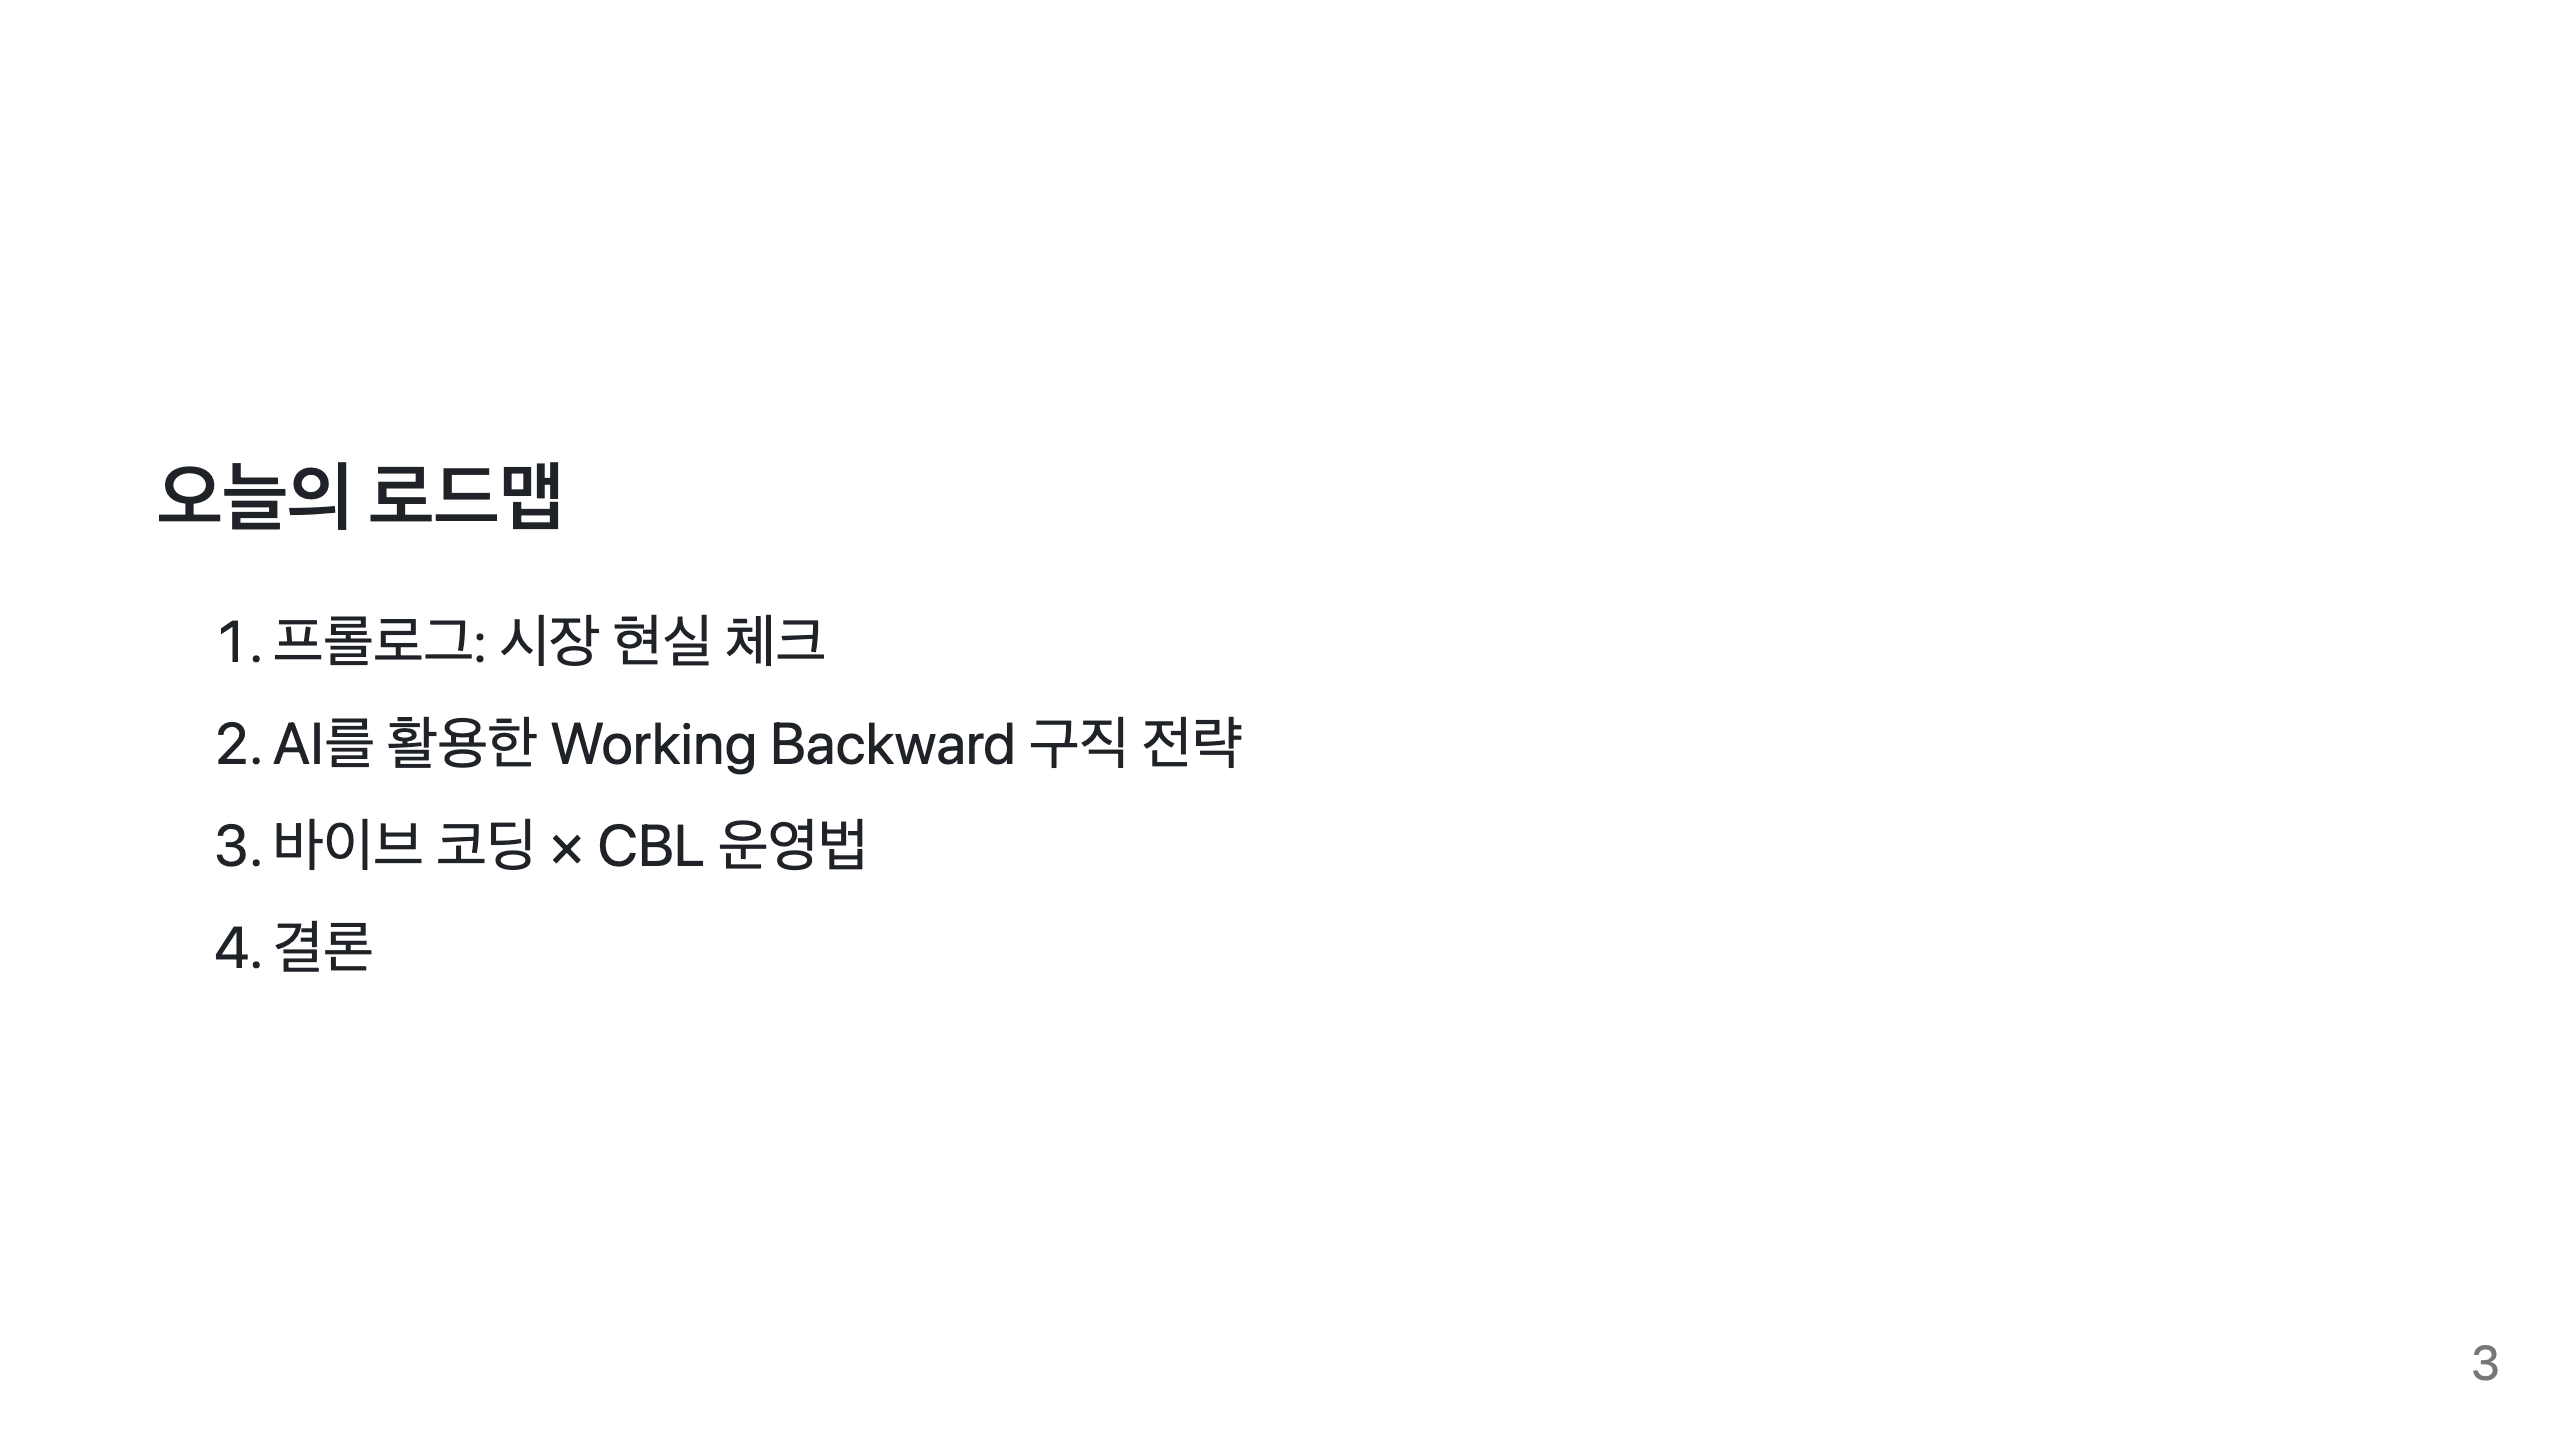 오늘의 로드맵
1. 프롤로그: 시장 현실 체크
2. AI를 활용한 Working Backward 구직 전략
3. 바이브 코딩 × CBL 운영법
4. 결론
3